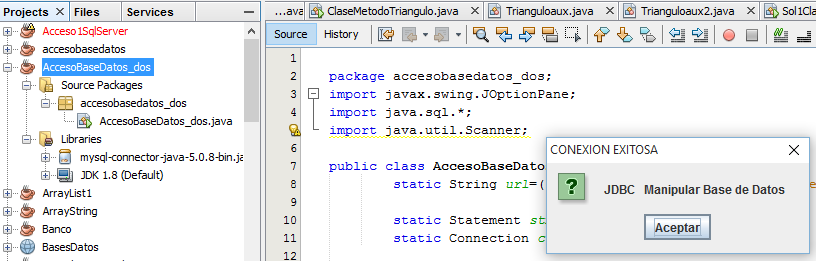 Projects
Files
Services
Acceso1SqlServer
accesobasedatos
AccesoBaseDatos_dos
Source Packages
accesobasedatos_dos
AccesoBaseDatos_dos.java
Libraries
mysql-connector-java-5.0.8-bin.ja
JDK 1.8 (Default)
ArrayList1
ArrayString
Banco
BasesDatos
...ava
ClaseMetodoTriangulo.java
Trianguloaux.java
Trianguloaux2.java
Sol1Cla
Source
History
1
2 package accesobasedatos_dos;
3 import javax.swing.JOptionPane;
4 import java.sql.*;
import java.util.Scanner;
7 public class AccesoBaseDato
8 static String url=(
10 static Statement st
11 static Connection c
12
CONEXION EXITOSA
JDBC Manipular Base de Datos
Aceptar